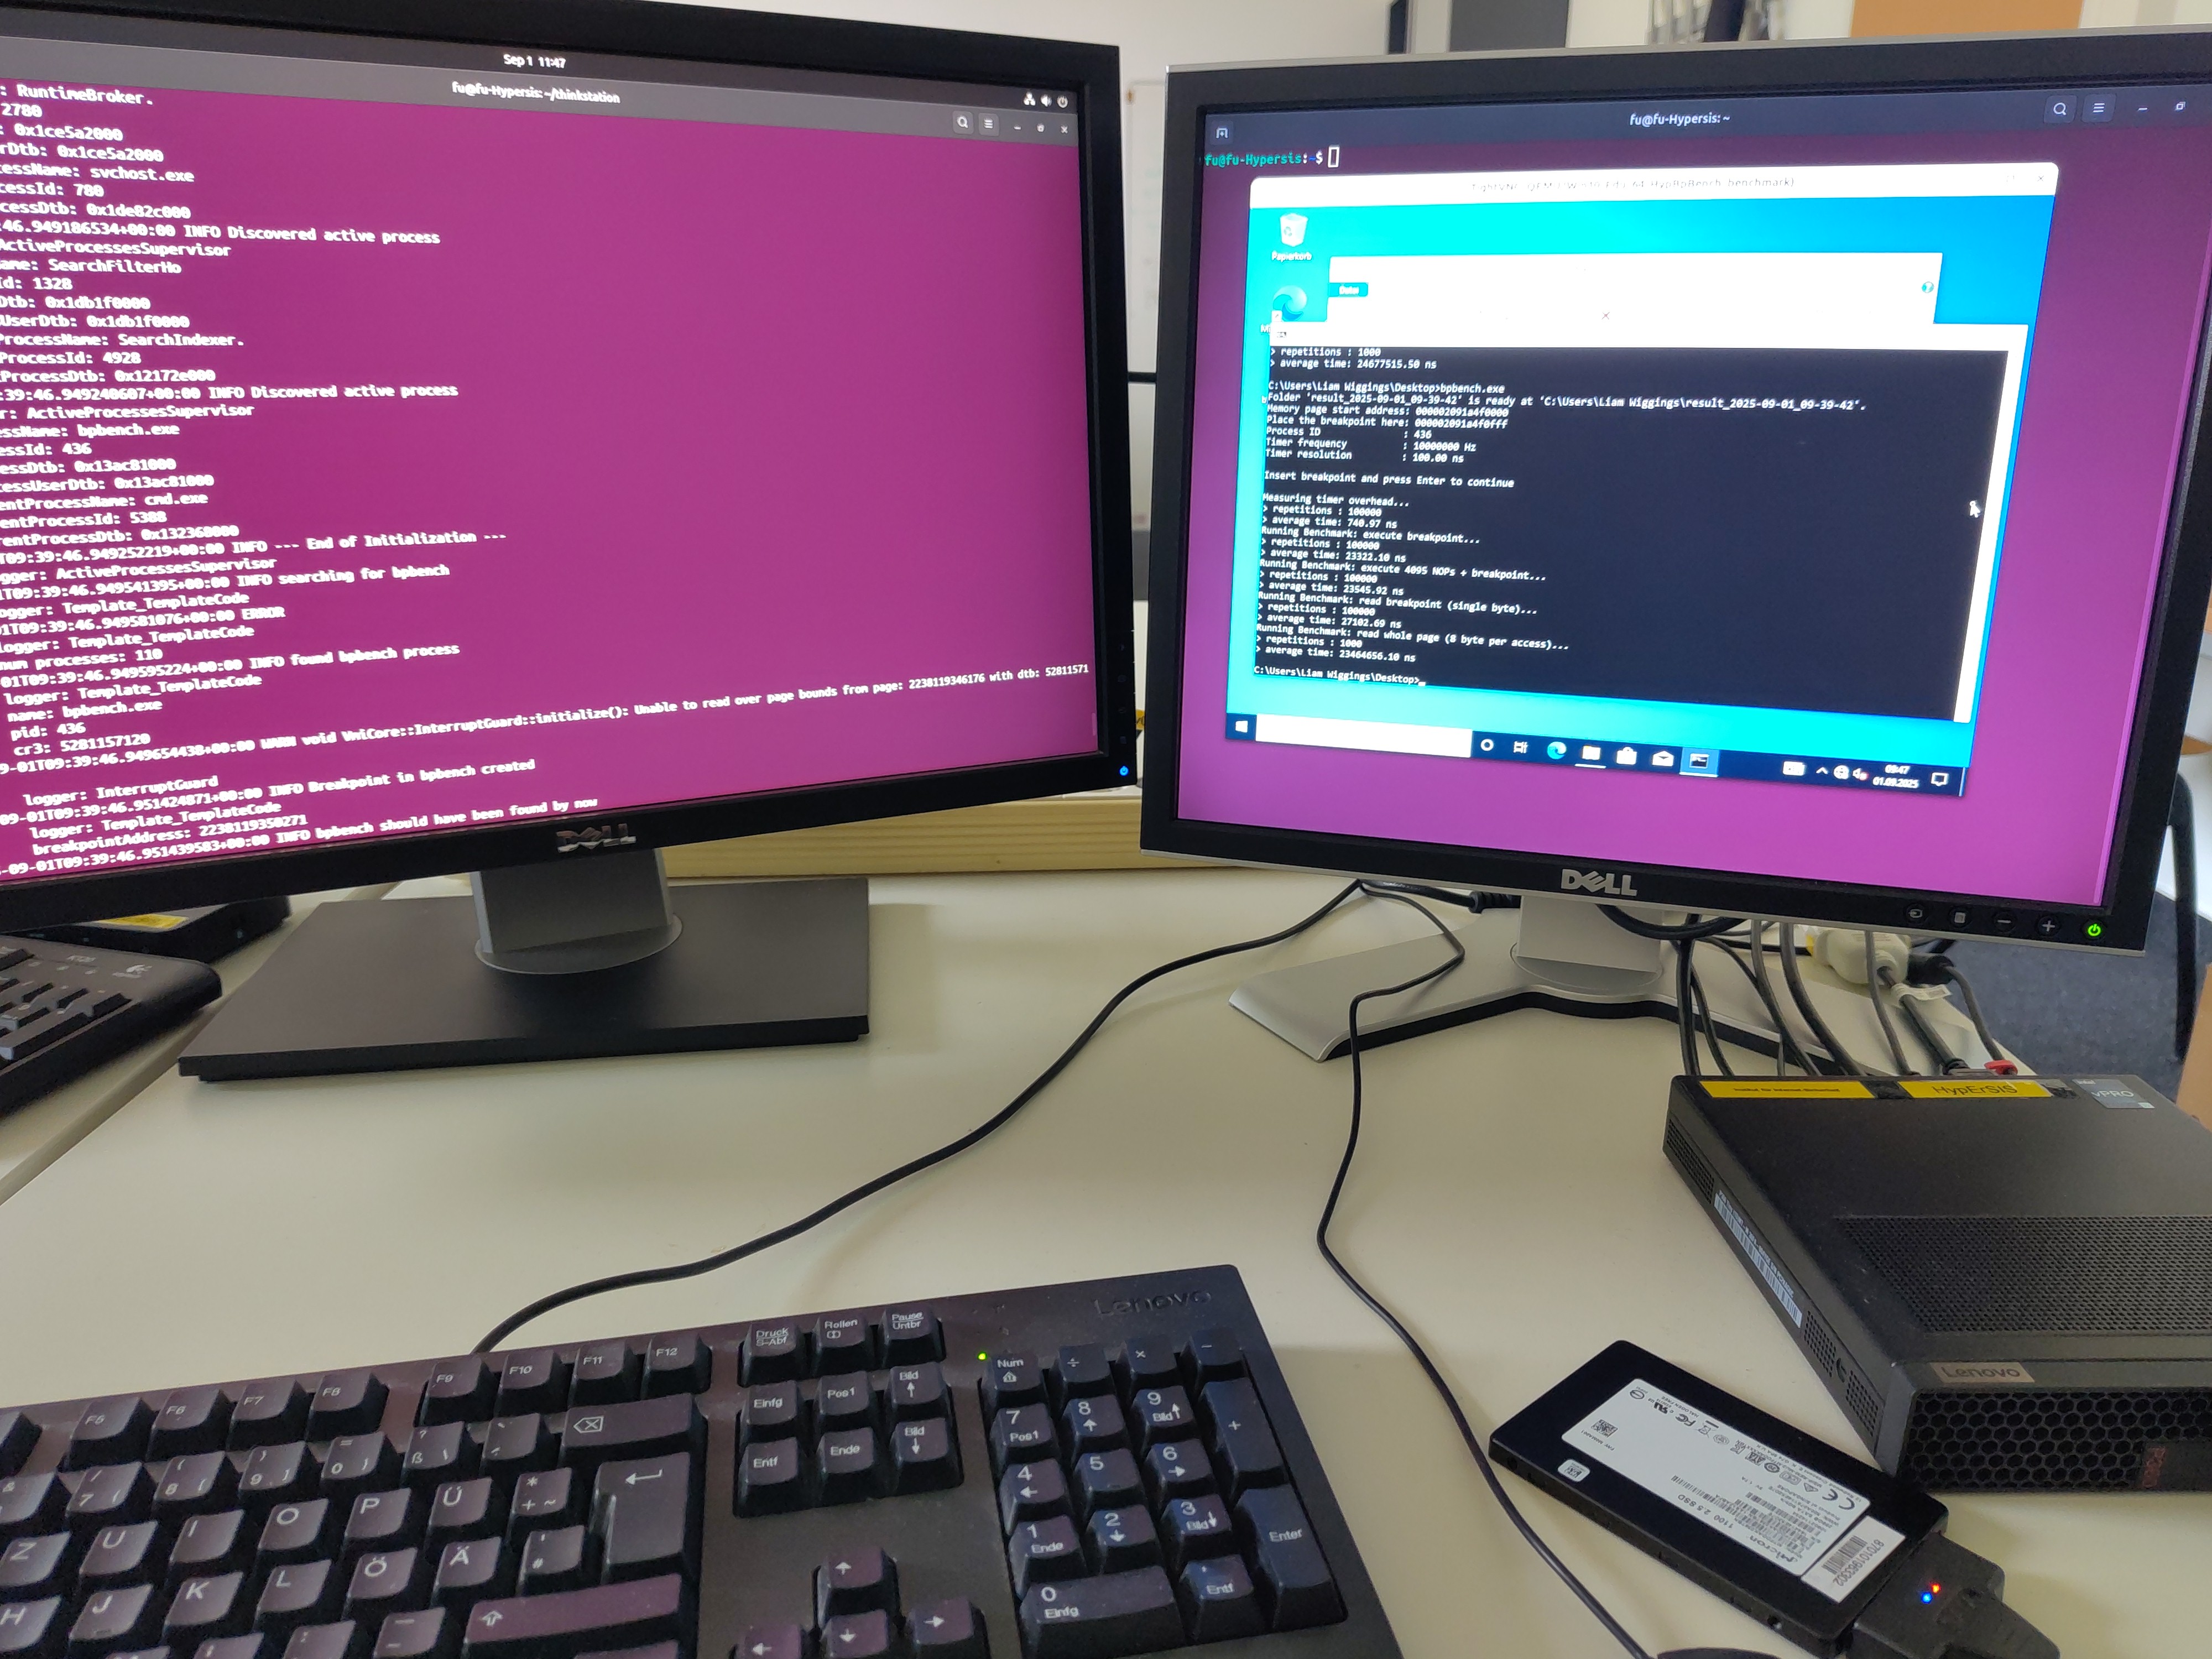 Sep 1 11:47
fu@fu-Hypersis: ~/thinkstation
: RuntimeBroker.
2780
: 0x1ce5a2000
rDtb: 0x1ce5a2000
essName: svchost.exe
cessId: 780
cessDtb: 0x1de82c000
:46.949186534+00:00 INFO Discovered active process
ActiveProcessesSupervisor
ame: SearchFilterHo
Id: 1328
Dtb: 0x1db1f0000
UserDtb: 0x1db1f0000
ProcessName: SearchIndexer.
ProcessId: 4928
tProcessDtb: 0x12172e000
:39:46.949240607+00:00 INFO Discovered active process
r: ActiveProcessesSupervisor
essName: bpbench.exe
essId: 436
essDtb: 0x13ac81000
cessUserDtb: 0x13ac81000
entProcessName: cmd.exe
entProcessId: 5388
rentProcessDtb: 0x132368000
T09:39:46.949252219+00:00 INFO --- End of Initialization ---
gger: ActiveProcessesSupervisor
1T09:39:46.949541395+00:00 INFO searching for bpbench
logger: Template_TemplateCode
01T09:39:46.949581076+00:00 ERROR
logger: Template_TemplateCode
num processes: 110
-01T09:39:46.949595224+00:00 INFO found bpbench process
logger: Template_TemplateCode
name: bpbench.exe
pid: 436
cr3: 5281157120
9-01T09:39:46.949654438+00:00 WARN void VmiCore::InterruptGuard::initialize(): Unable to read over page bounds from page: 2238119346176 with dtb: 52811571
logger: InterruptGuard
09-01T09:39:46.951424871+00:00 INFO Breakpoint in bpbench created
logger: Template_TemplateCode
breakpointAddress: 2238119350271
-09-01T09:39:46.951439583+00:00 INFO bpbench should have been found by now
DELL
fu@fu-Hypersis: ~
fu@fu-Hypersis:~$
Papierkorb
Datei
> repetitions : 1000
> average time: 24677515.50 ns
C:\Users\Liam Wiggings\Desktop>bpbench.exe
Folder 'result_2025-09-01_09-39-42' is ready at 'C:\Users\Liam Wiggings\result_2025-09-01_09-39-42'.
Memory page start address: 000002091a4f0000
Place the breakpoint here: 000002091a4f0fff
Process ID : 436
Timer frequency : 10000000 Hz
Timer resolution : 100.00 ns
Insert breakpoint and press Enter to continue
Measuring timer overhead...
> repetitions : 100000
> average time: 740.97 ns
Running Benchmark: execute breakpoint...
> repetitions : 100000
> average time: 23322.10 ns
Running Benchmark: execute 4095 NOPs + breakpoint...
> repetitions : 100000
> average time: 23545.92 ns
Running Benchmark: read breakpoint (single byte)...
> repetitions : 100000
> average time: 27102.69 ns
Running Benchmark: read whole page (8 byte per access)...
> repetitions : 1000
> average time: 23464656.10 ns
C:\Users\Liam Wiggings\Desktop>
09:47
01.09.2025
DELL
Institut für Internet-Sicherheit
HypErSIS
vPRO
Lenovo
Micron
1100 2.5 SSD
Lenovo
F5 F6 F7 F8 F9 F10 F11 F12
Druck
S-Abf
Rollen
Pause
Untbr
Einfg Pos1 Bild
Entf Ende Bild
Num ÷ × −
7 Pos1 8 9 Bild +
4 5 6
1 Ende 2 3 Bild Enter
0 Einfg , Entf
/ 7 { ( 8 [ ) 9 ] = 0 } ? ß \
Z U I O P Ü * + ~
H J K L Ö Ä ' #